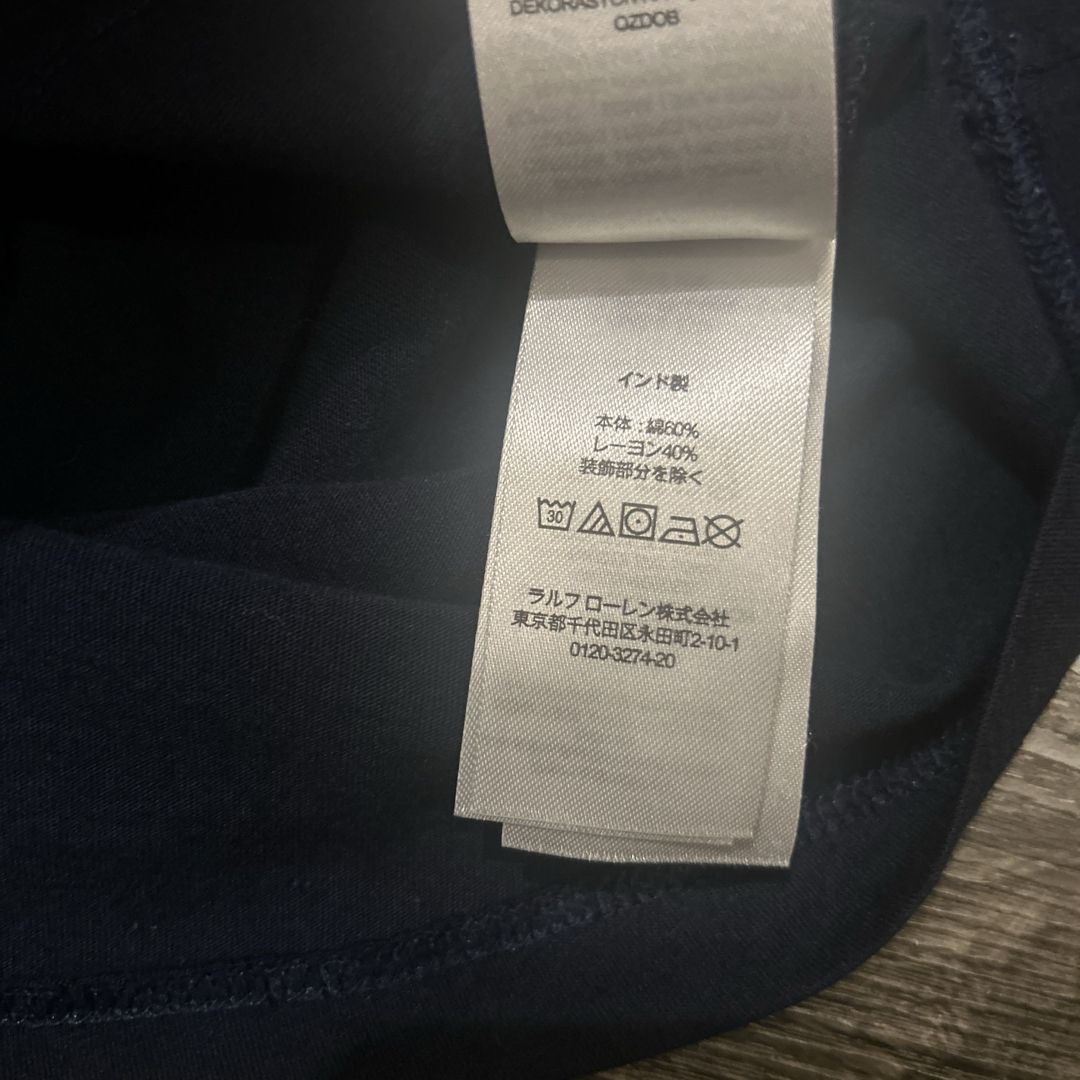 OZDOB
インド製
本体 : 綿60%
レーヨン40%
装飾部分を除く
30
ラルフ ローレン株式会社
東京都千代田区永田町2-10-1
0120-3274-20